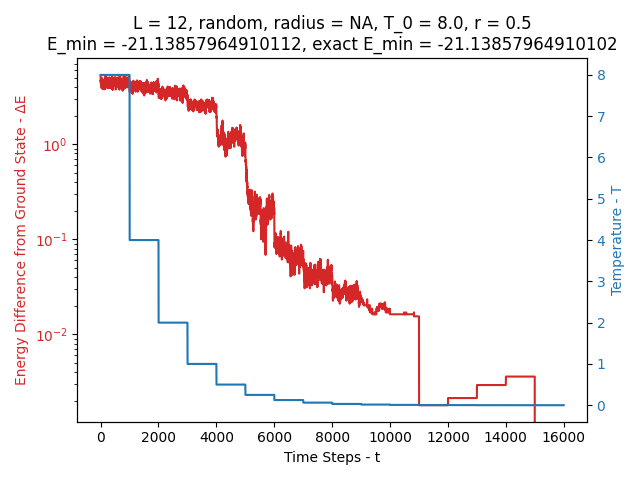 L = 12, random, radius = NA, T_0 = 8.0, r = 0.5
E_min = -21.13857964910112, exact E_min = -21.13857964910102
Energy Difference from Ground State - ΔE
10^0
10^-1
10^-2
0 2000 4000 6000 8000 10000 12000 14000 16000
Time Steps - t
8
7
6
5
4
3
2
1
0
Temperature - T